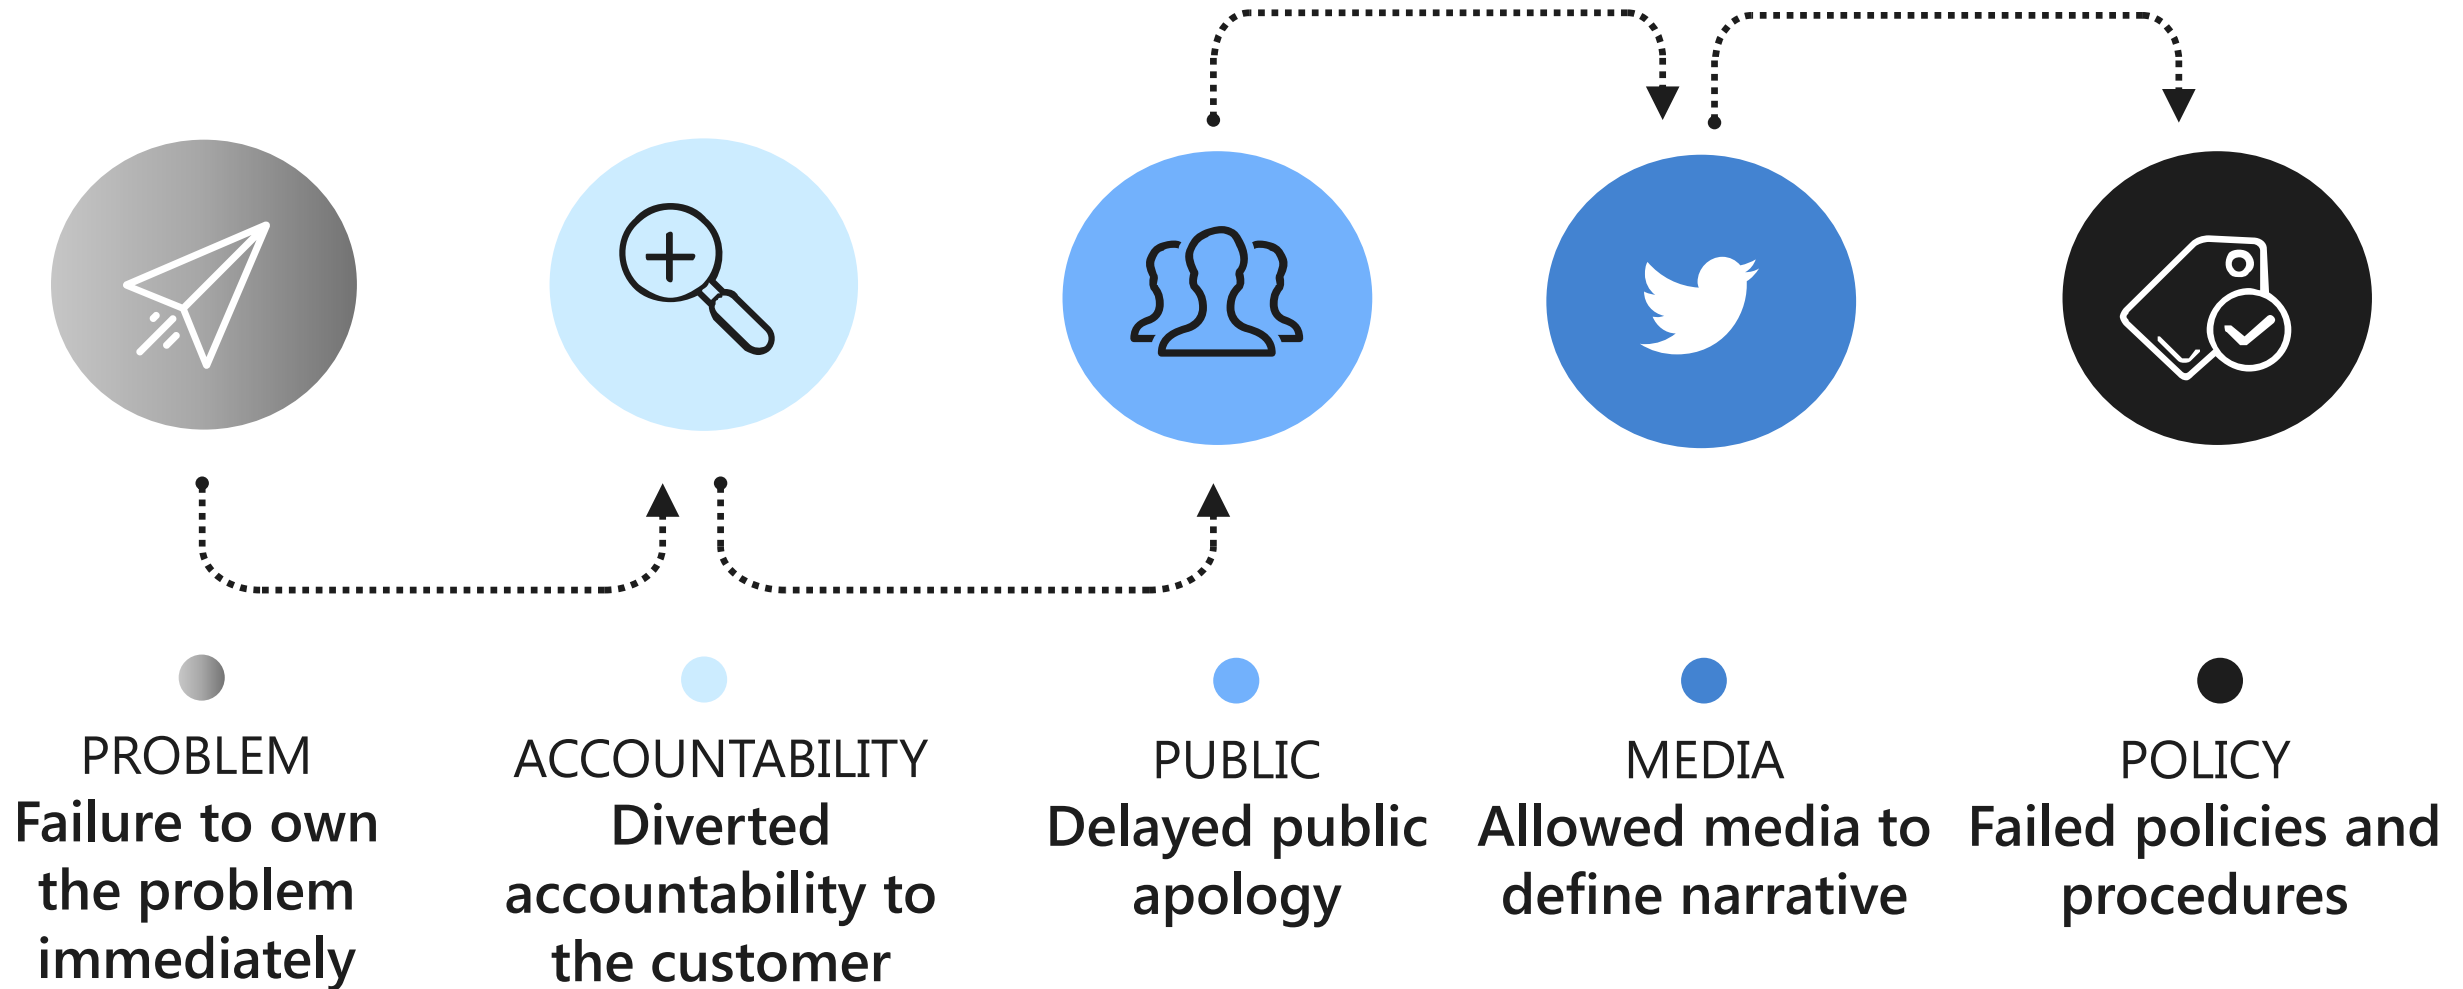 PROBLEM
Failure to own
the problem
immediately
ACCOUNTABILITY
Diverted
accountability to
the customer
PUBLIC
Delayed public
apology
MEDIA
Allowed media to
define narrative
POLICY
Failed policies and
procedures